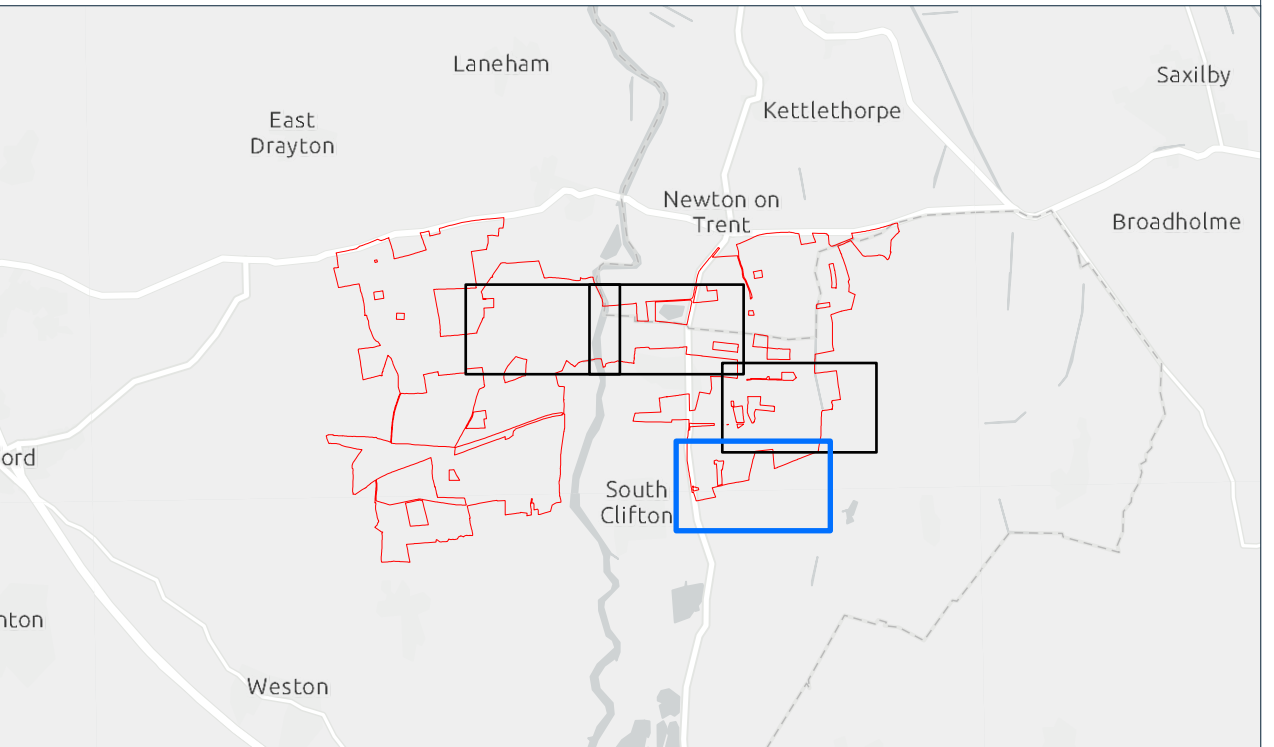 Laneham
Saxilby
Kettlethorpe
East
Drayton
Newton on
Trent
Broadholme
ord
South
Clifton
nton
Weston